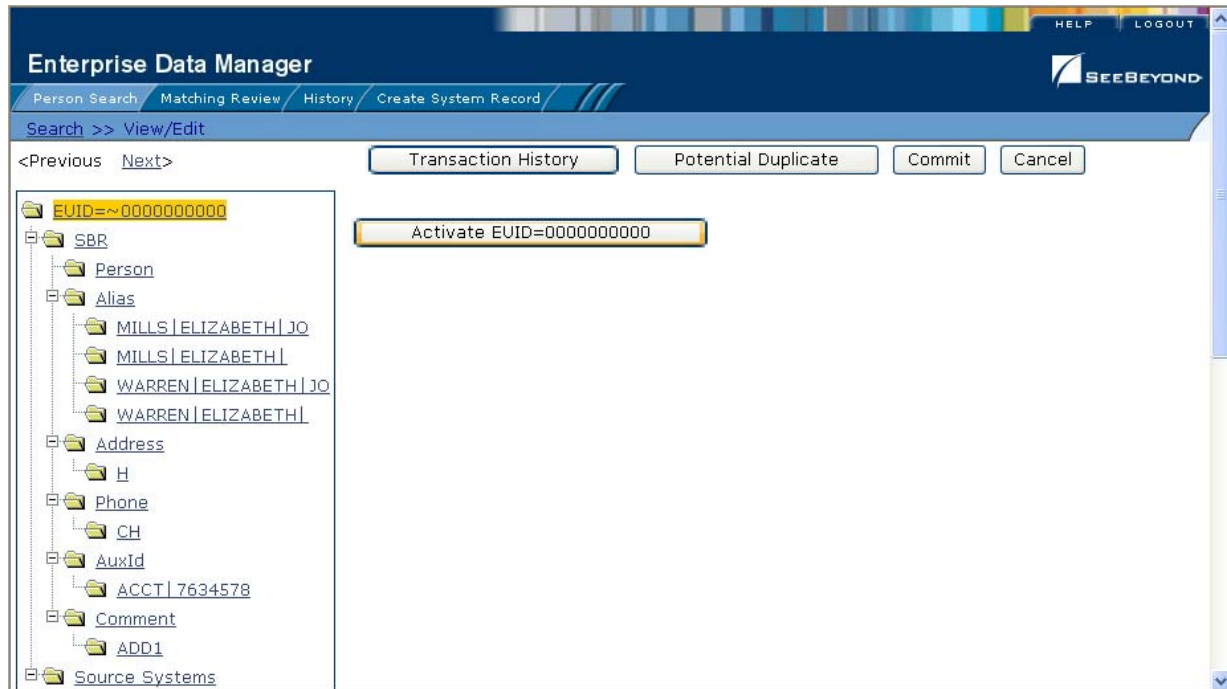 HELP LOGOUT
Enterprise Data Manager
SEEBEYOND
Person Search Matching Review History Create System Record
Search >> View/Edit
<Previous Next> Transaction History Potential Duplicate Commit Cancel
EUID=~0000000000
Activate EUID=0000000000
SBR
Person
Alias
MILLS|ELIZABETH|JO
MILLS|ELIZABETH|
WARREN|ELIZABETH|JO
WARREN|ELIZABETH|
Address
H
Phone
CH
AuxId
ACCT|7634578
Comment
ADD1
Source Systems